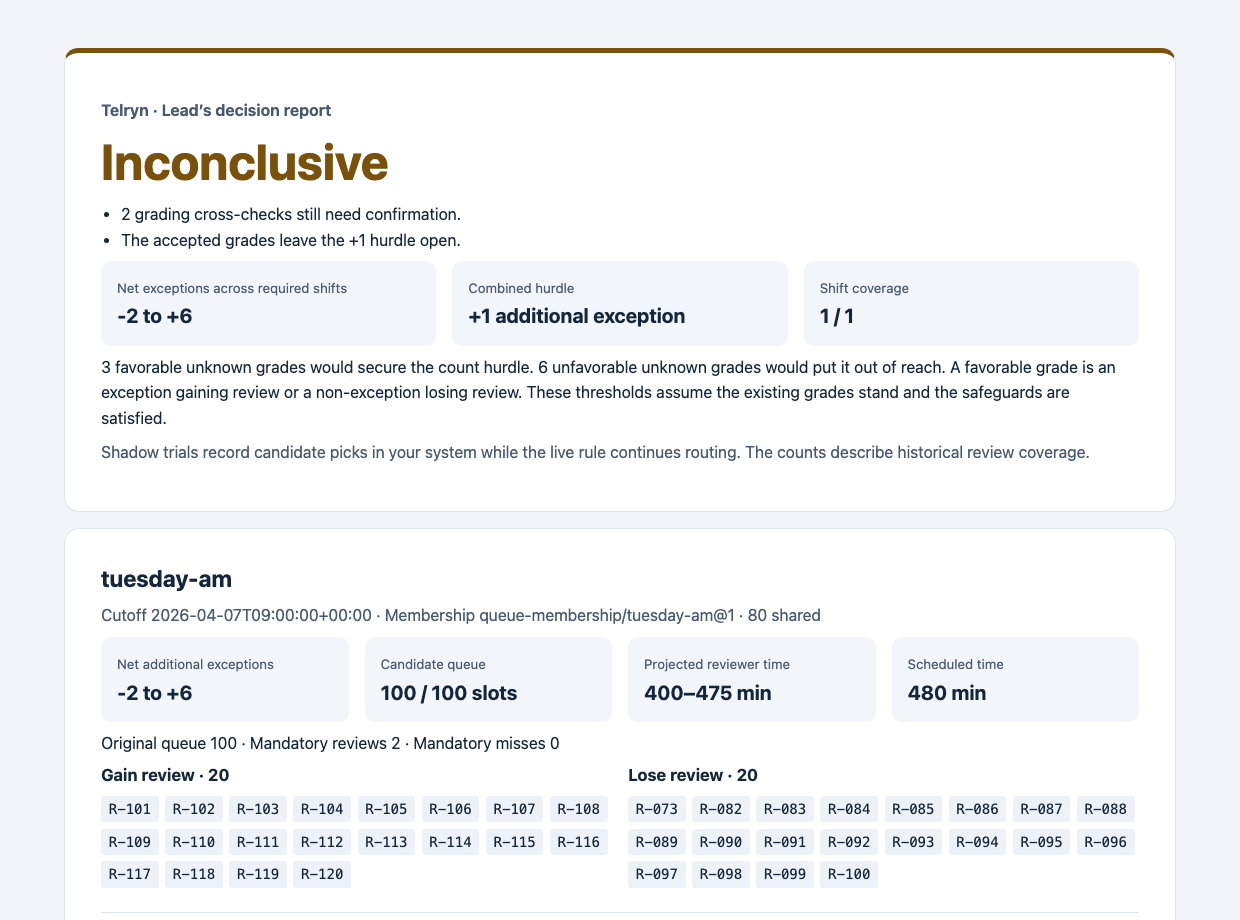 Telryn · Lead’s decision report
Inconclusive
• 2 grading cross-checks still need confirmation.
• The accepted grades leave the +1 hurdle open.
Net exceptions across required shifts
-2 to +6
Combined hurdle
+1 additional exception
Shift coverage
1 / 1
3 favorable unknown grades would secure the count hurdle. 6 unfavorable unknown grades would put it out of reach. A favorable grade is an
exception gaining review or a non-exception losing review. These thresholds assume the existing grades stand and the safeguards are
satisfied.
Shadow trials record candidate picks in your system while the live rule continues routing. The counts describe historical review coverage.
tuesday-am
Cutoff 2026-04-07T09:00:00+00:00 · Membership queue-membership/tuesday-am@1 · 80 shared
Net additional exceptions
-2 to +6
Candidate queue
100 / 100 slots
Projected reviewer time
400–475 min
Scheduled time
480 min
Original queue 100 · Mandatory reviews 2 · Mandatory misses 0
Gain review · 20
R-101 R-102 R-103 R-104 R-105 R-106 R-107 R-108
R-109 R-110 R-111 R-112 R-113 R-114 R-115 R-116
R-117 R-118 R-119 R-120
Lose review · 20
R-073 R-082 R-083 R-084 R-085 R-086 R-087 R-088
R-089 R-090 R-091 R-092 R-093 R-094 R-095 R-096
R-097 R-098 R-099 R-100